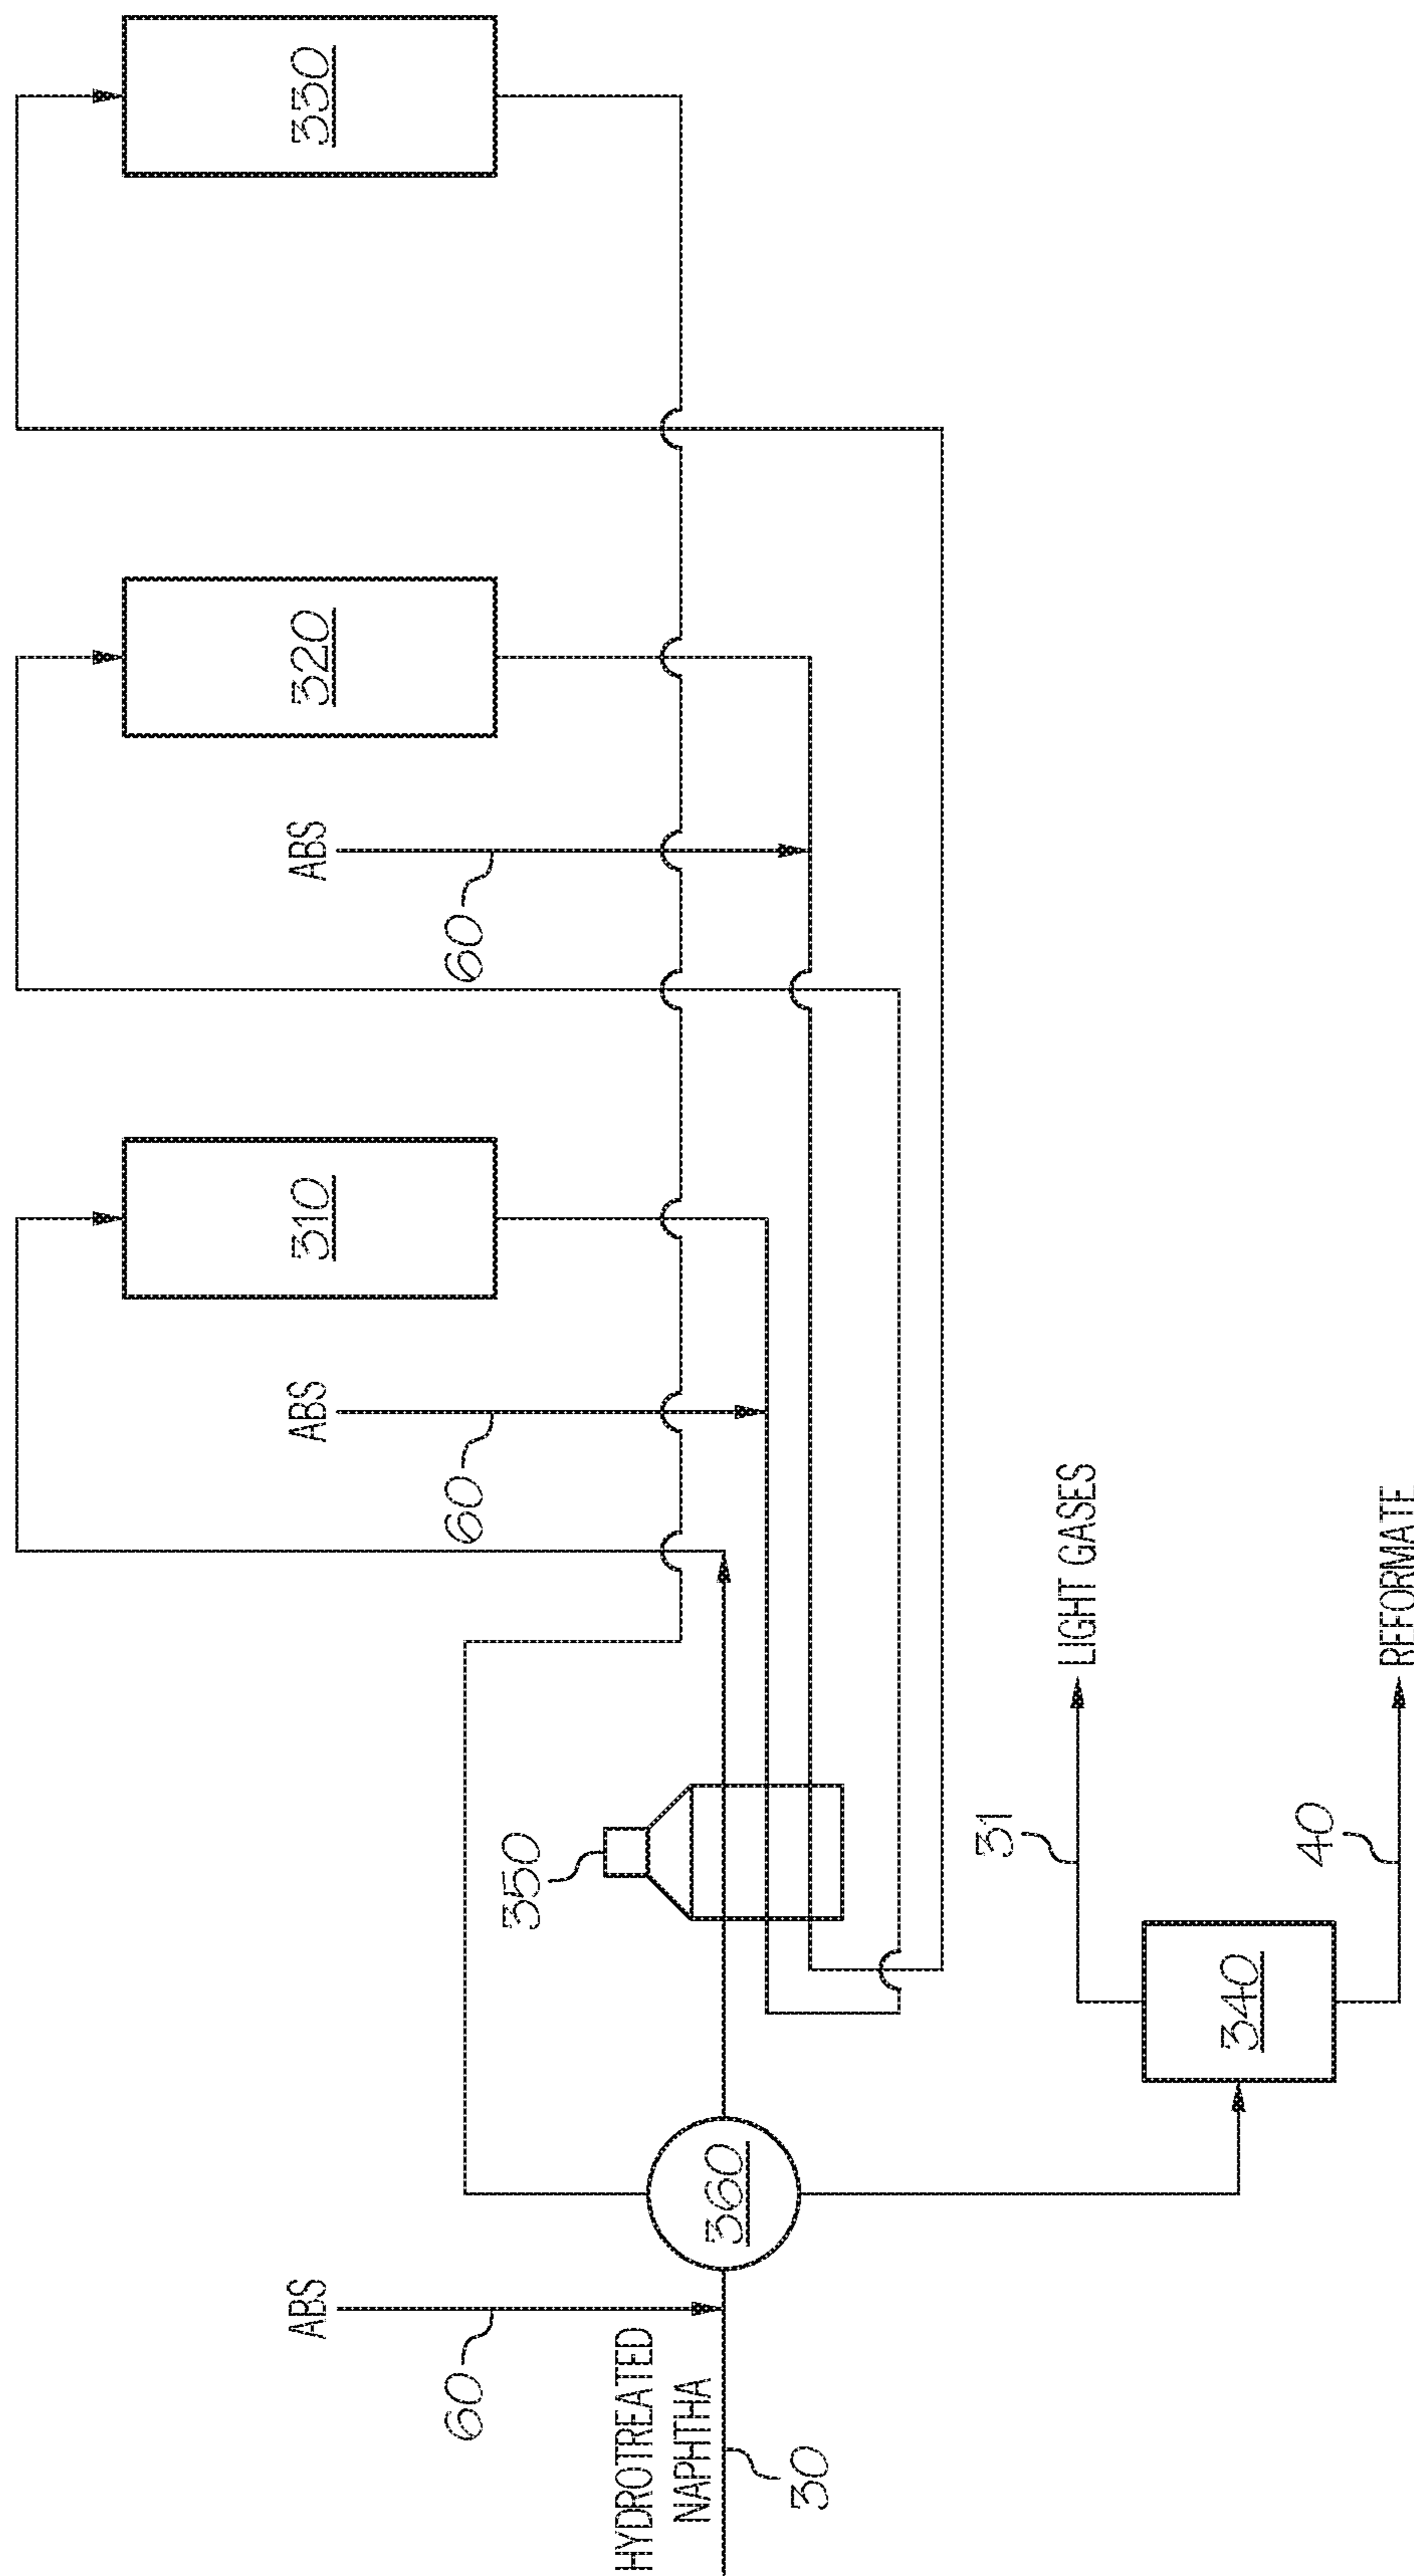 ABS
ABS
310
ABS
320
330
60
60
60
350
HYDROTREATED
NAPHTHA
360
30
31
LIGHT GASES
340
40
REFORMATE